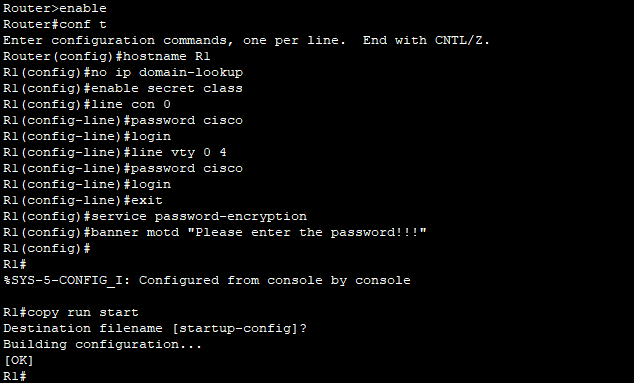 Router>enable
Router#conf t
Enter configuration commands, one per line.  End with CNTL/Z.
Router(config)#hostname R1
R1(config)#no ip domain-lookup
R1(config)#enable secret class
R1(config)#line con 0
R1(config-line)#password cisco
R1(config-line)#login
R1(config-line)#line vty 0 4
R1(config-line)#password cisco
R1(config-line)#login
R1(config-line)#exit
R1(config)#service password-encryption
R1(config)#banner motd "Please enter the password!!!"
R1(config)#
R1#
%SYS-5-CONFIG_I: Configured from console by console

R1#copy run start
Destination filename [startup-config]?
Building configuration...
[OK]
R1#